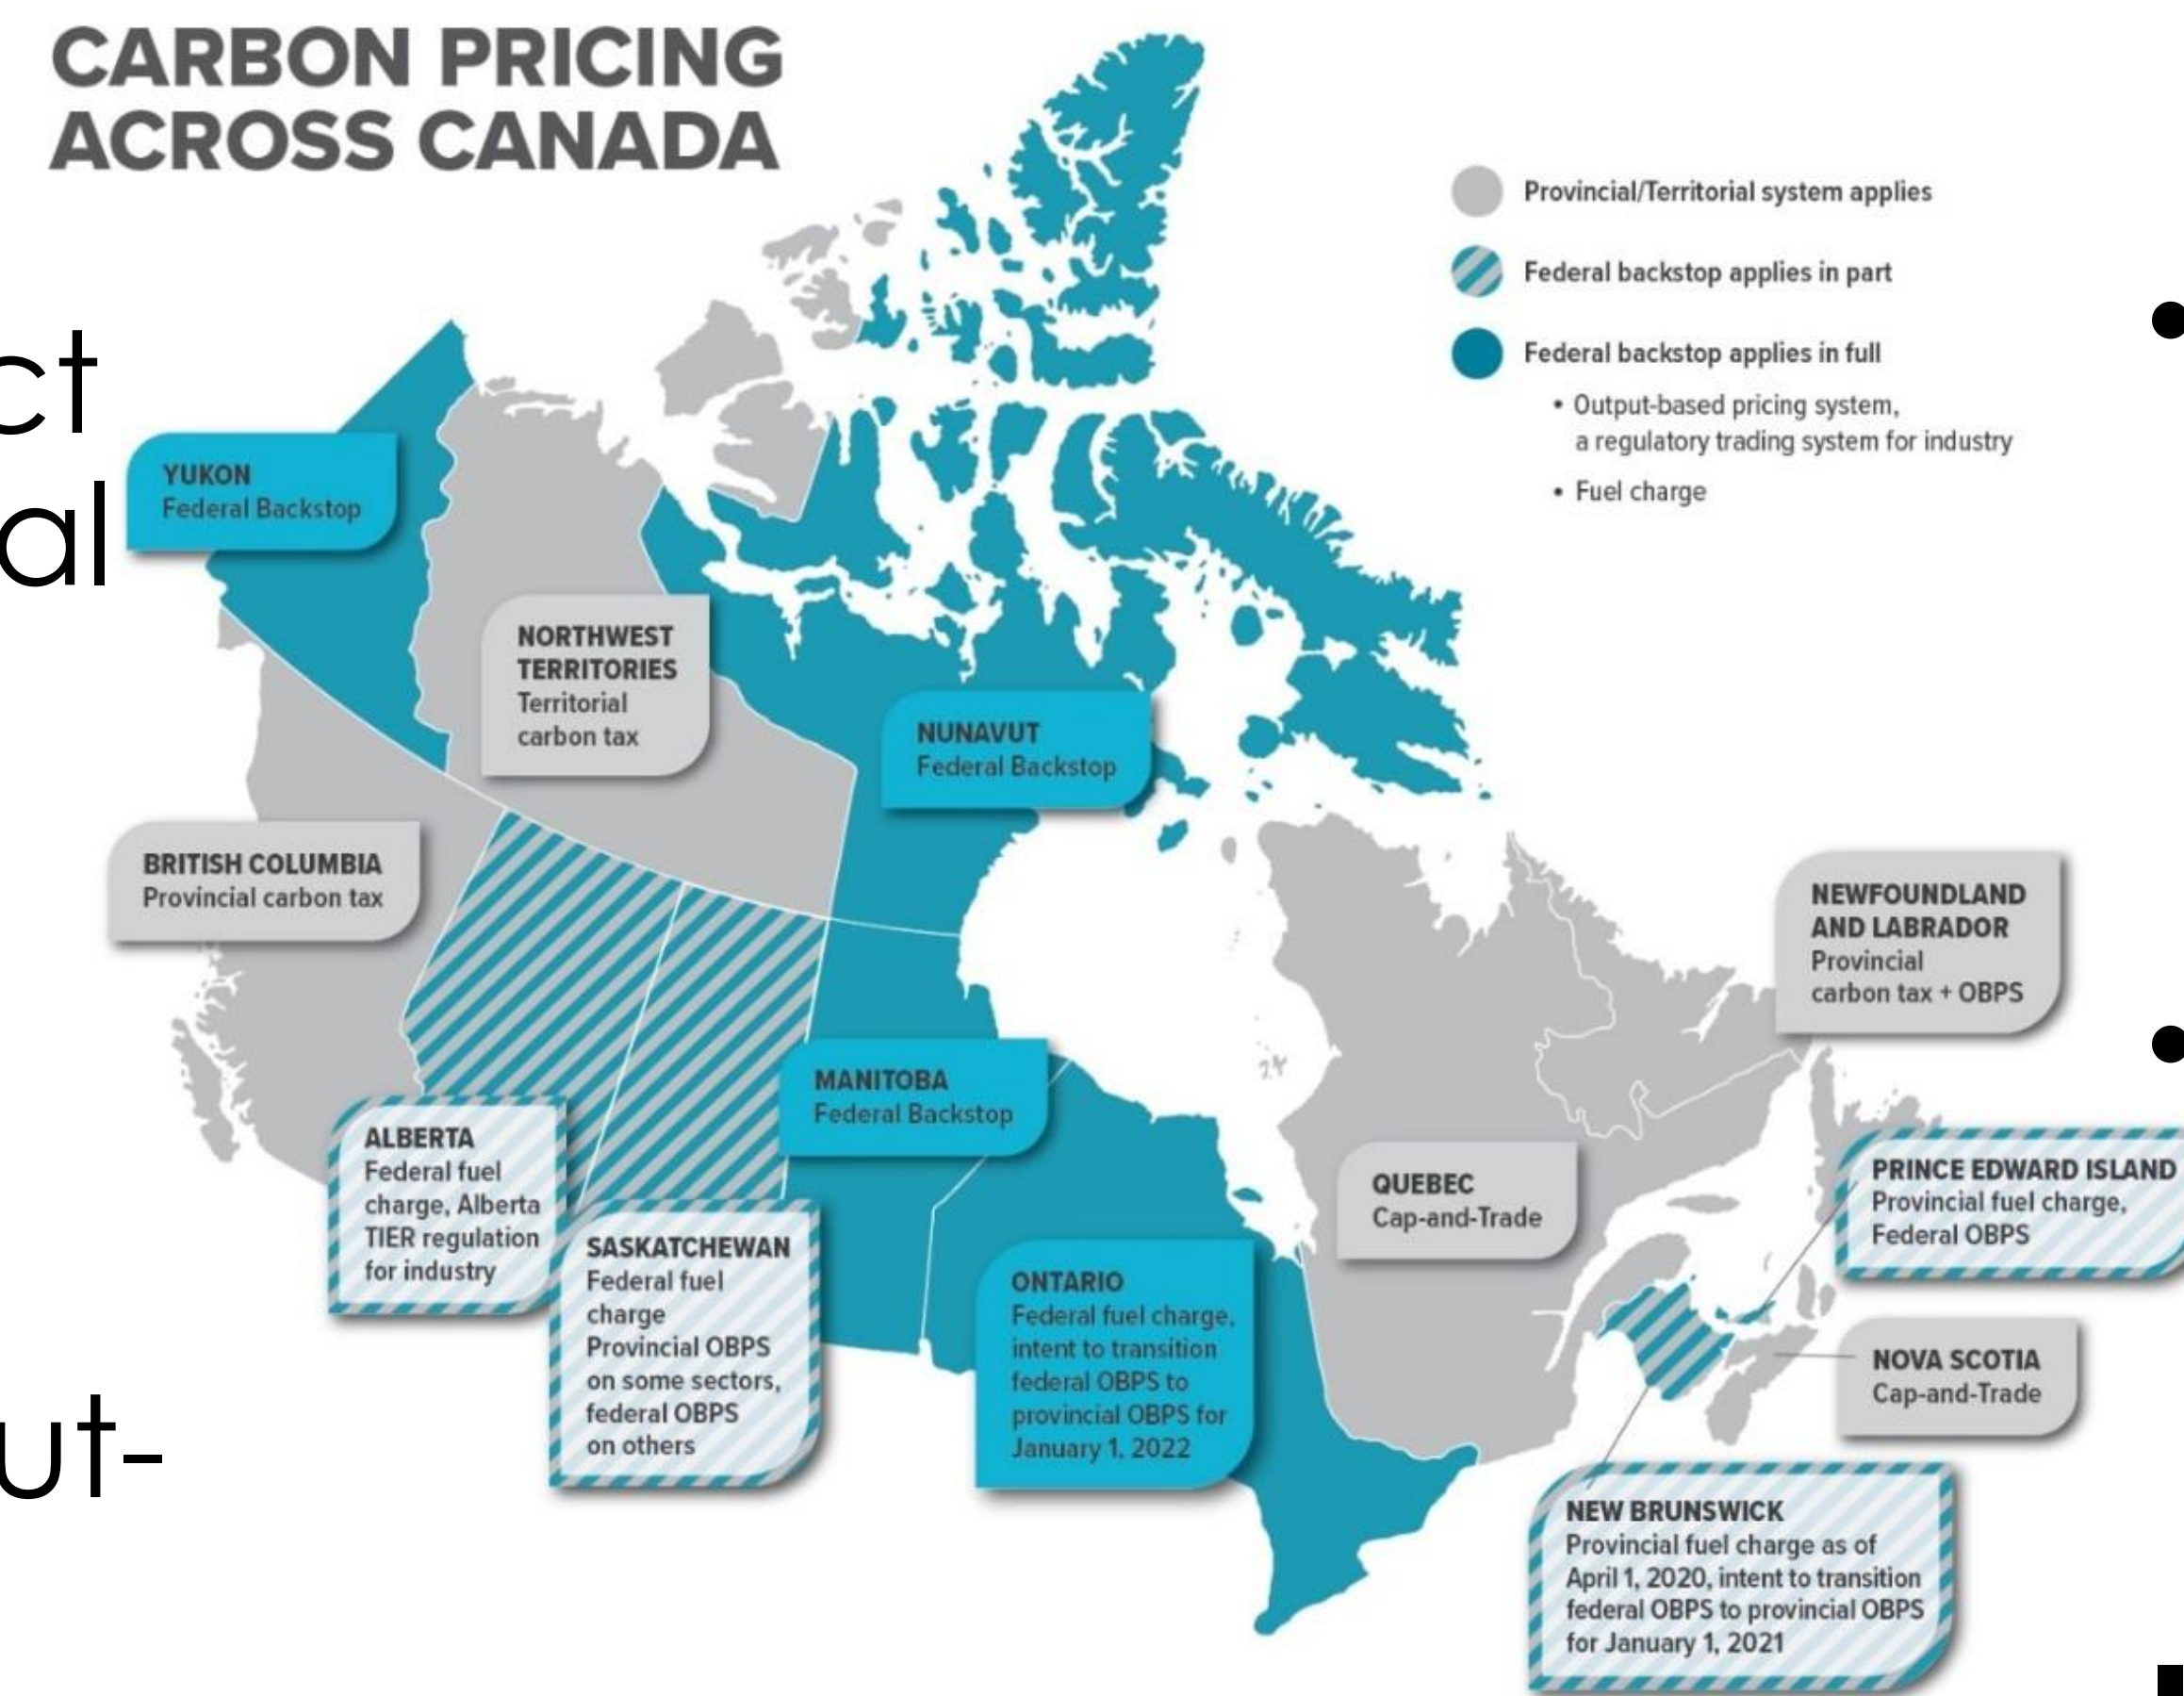 CARBON PRICING
ACROSS CANADA
Provincial/Territorial system applies
Federal backstop applies in part
Federal backstop applies in full
• Output-based pricing system,
a regulatory trading system for industry
• Fuel charge
•
ct
al
YUKON
Federal Backstop
NORTHWEST
TERRITORIES
Territorial
carbon tax
NUNAVUT
Federal Backstop
BRITISH COLUMBIA
Provincial carbon tax
NEWFOUNDLAND
AND LABRADOR
Provincial
carbon tax + OBPS
•
MANITOBA
Federal Backstop
ALBERTA
Federal fuel
charge, Alberta
TIER regulation
for industry
SASKATCHEWAN
Federal fuel
charge
Provincial OBPS
on some sectors,
federal OBPS
on others
ONTARIO
Federal fuel charge,
intent to transition
federal OBPS to
provincial OBPS for
January 1, 2022
QUEBEC
Cap-and-Trade
PRINCE EDWARD ISLAND
Provincial fuel charge,
Federal OBPS
NOVA SCOTIA
Cap-and-Trade
ut-
NEW BRUNSWICK
Provincial fuel charge as of
April 1, 2020, intent to transition
federal OBPS to provincial OBPS
for January 1, 2021